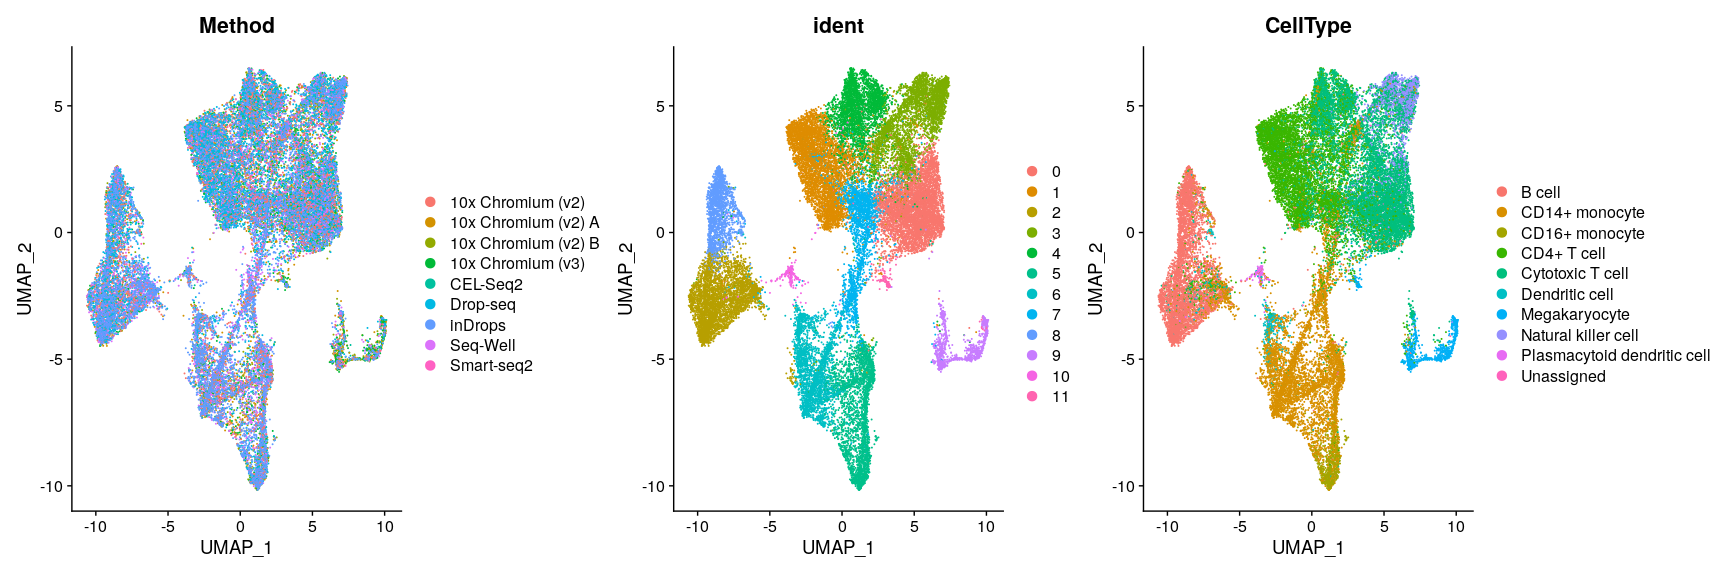 Method
5
0
-5
-10
-10
-5
0
5
10
UMAP_2
UMAP_1
10x Chromium (v2)
10x Chromium (v2) A
10x Chromium (v2) B
10x Chromium (v3)
CEL-Seq2
Drop-seq
inDrops
Seq-Well
Smart-seq2
ident
5
0
-5
-10
-10
-5
0
5
10
UMAP_2
UMAP_1
0
1
2
3
4
5
6
7
8
9
10
11
CellType
5
0
-5
-10
-10
-5
0
5
10
UMAP_2
UMAP_1
B cell
CD14+ monocyte
CD16+ monocyte
CD4+ T cell
Cytotoxic T cell
Dendritic cell
Megakaryocyte
Natural killer cell
Plasmacytoid dendritic cell
Unassigned